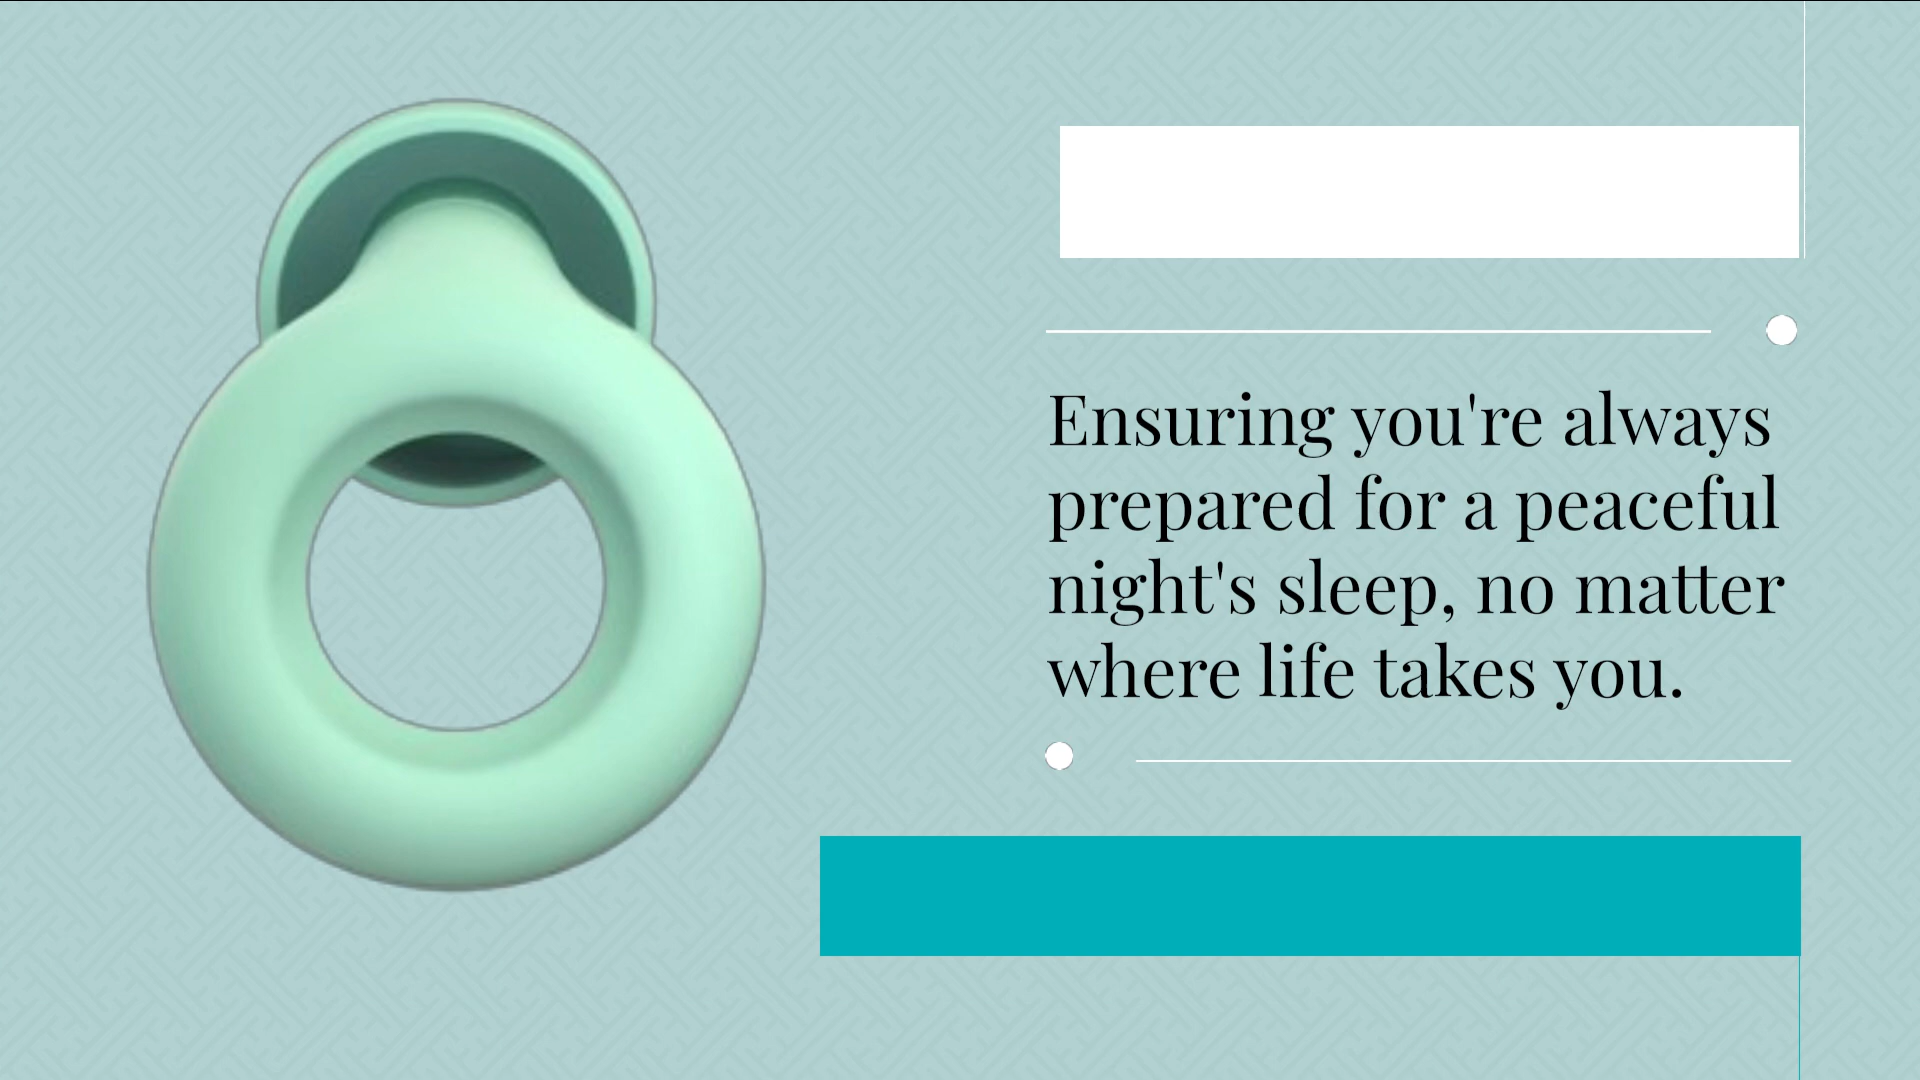 Ensuring you're always
prepared for a peaceful
night's sleep, no matter
where life takes you.